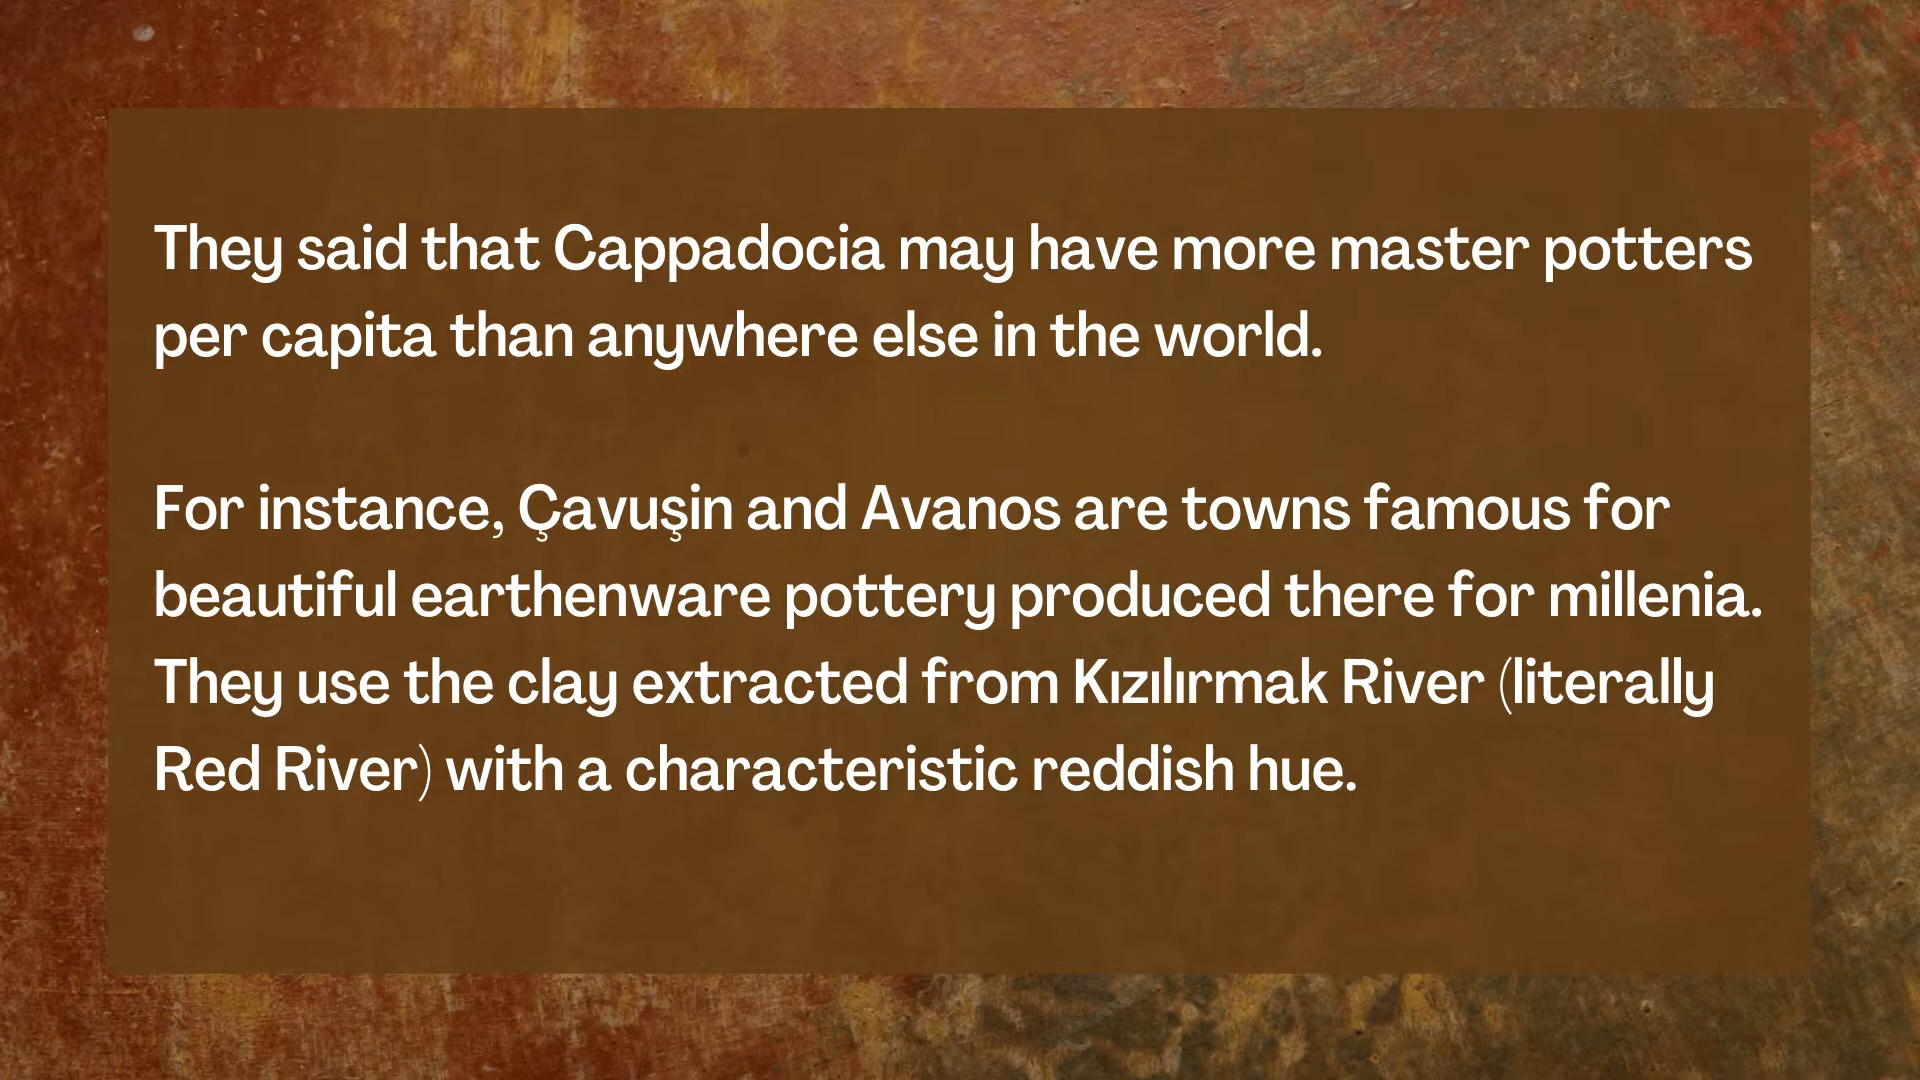 They said that Cappadocia may have more master potters
per capita than anywhere else in the world.
For instance, Çavuşin and Avanos are towns famous for
beautiful earthenware pottery produced there for millenia.
They use the clay extracted from Kızılırmak River (literally
Red River) with a characteristic reddish hue.